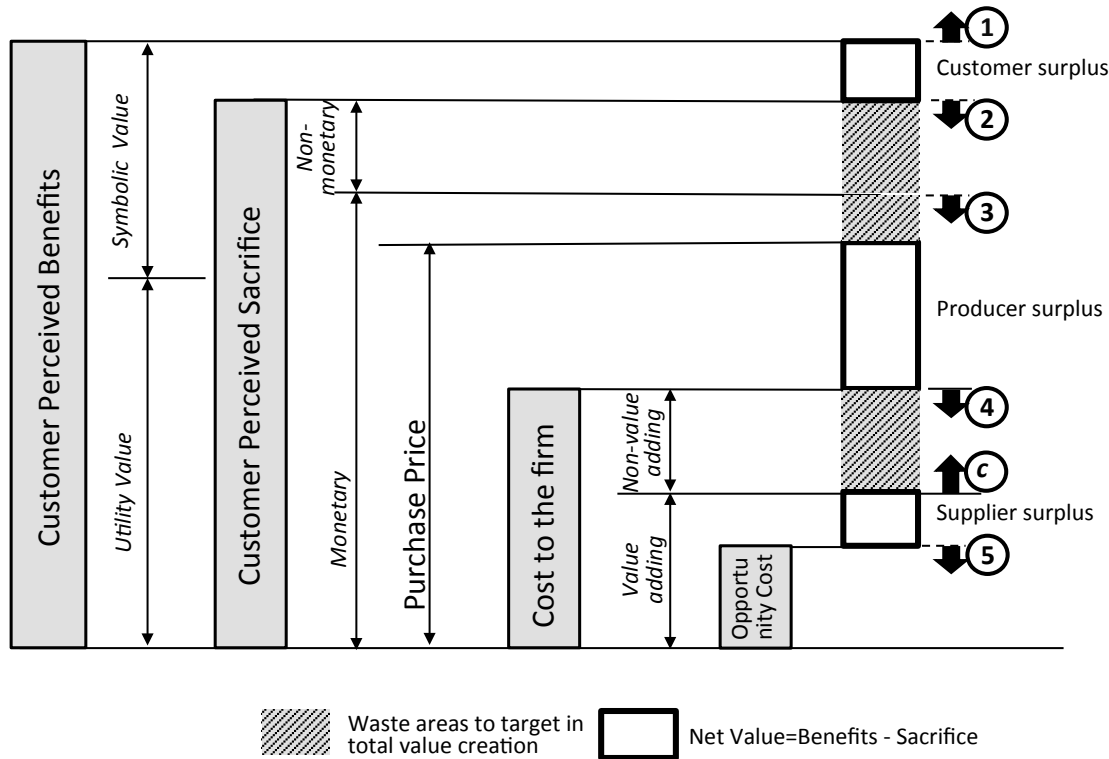 1
Customer surplus
2
3
Producer surplus
4
c
Supplier surplus
5
Customer Perceived Benefits
Symbolic Value
Utility Value
Customer Perceived Sacrifice
Non-
monetary
Monetary
Purchase Price
Cost to the firm
Non-value
adding
Value
adding
Opportu
nity Cost
Waste areas to target in
total value creation
Net Value=Benefits - Sacrifice